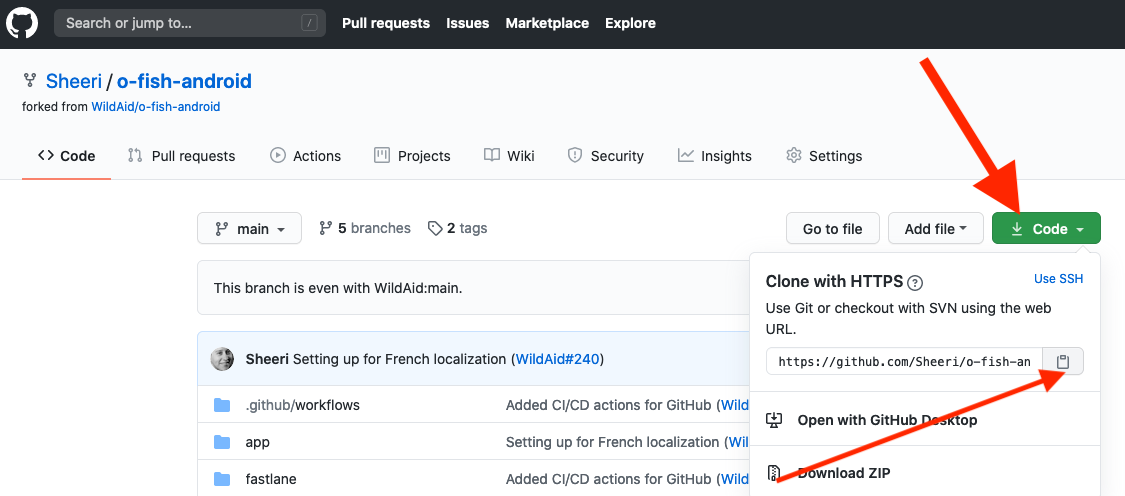 Search or jump to... /
Pull requests Issues Marketplace Explore
Sheeri / o-fish-android
forked from WildAid/o-fish-android
Code Pull requests Actions Projects Wiki Security Insights Settings
main 5 branches 2 tags Go to file Add file Code
This branch is even with WildAid:main.
Clone with HTTPS ? Use SSH
Use Git or checkout with SVN using the web
URL.
https://github.com/Sheeri/o-fish-an
Open with GitHub Desktop
Download ZIP
Sheeri Setting up for French localization (WildAid#240)
.github/workflows Added CI/CD actions for GitHub (Wild
app Setting up for French localization (Wil
fastlane Added CI/CD actions for GitHub (Wild